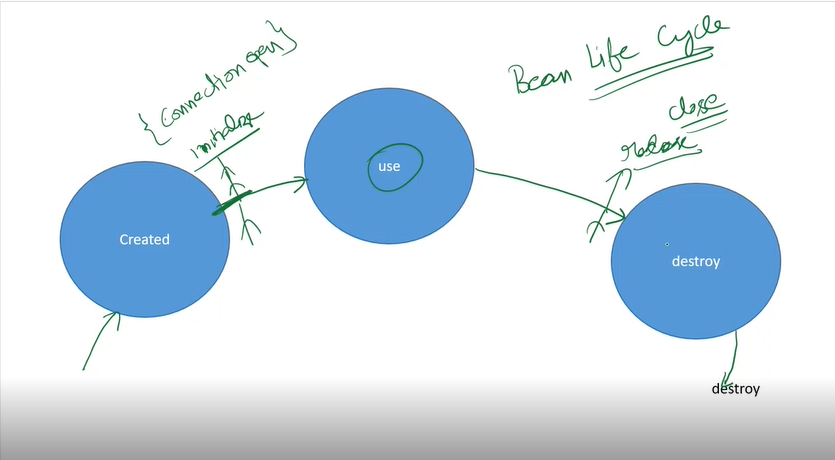 Bean Life Cycle
{Connection open}
initialize
close
release
use
Created
destroy
destroy